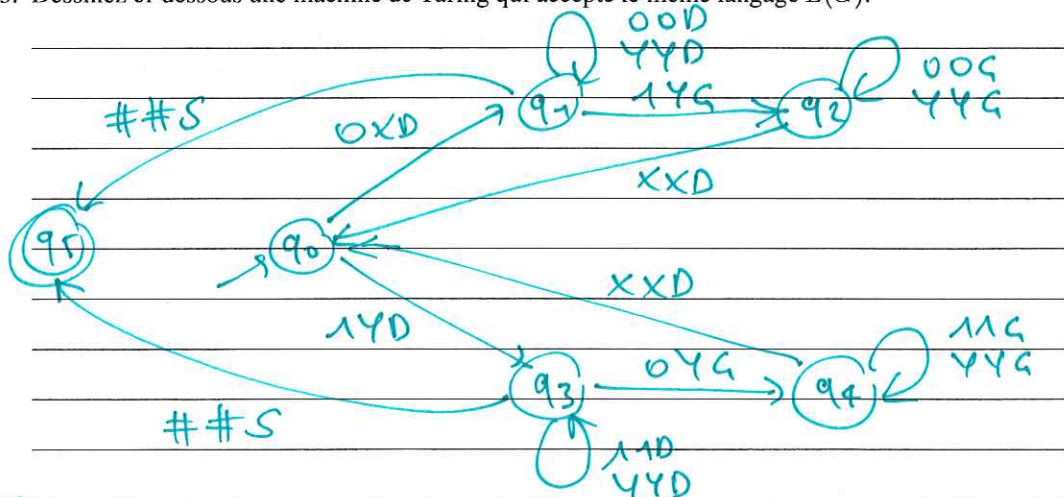 3. Dessinez ci-dessous une machine de Turing qui accepte le même langage L(G).
00D
YYD
q1
1YG
q2
00G
YYG
##S
0XD
XXD
q5
q0
XXD
1YD
q3
0YG
q4
11G
YYG
##S
11D
YYD